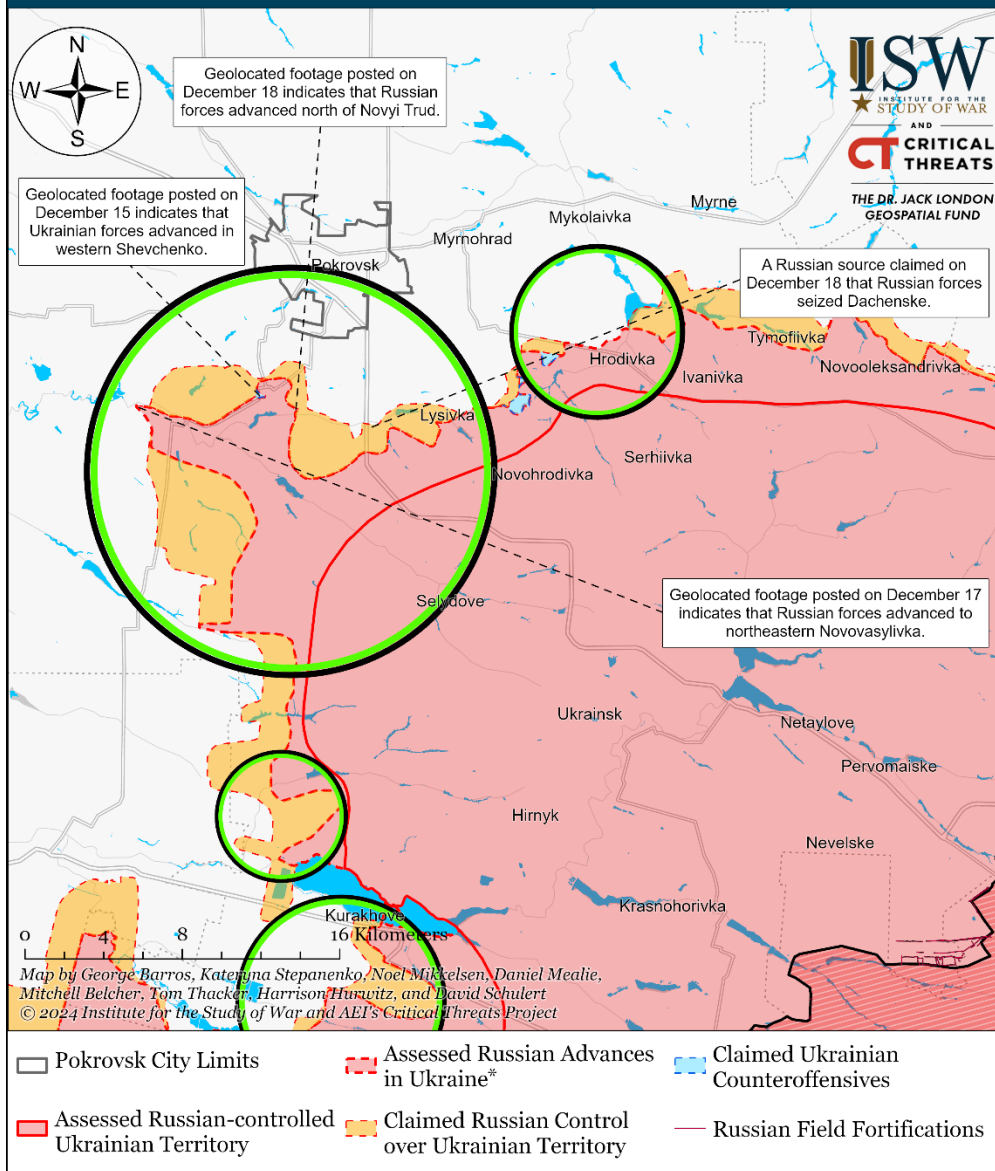 N
W
E
S
Geolocated footage posted on
December 18 indicates that Russian
forces advanced north of Novyi Trud.
ISW
INSTITUTE FOR THE
STUDY OF WAR
AND
CT CRITICAL
THREATS
THE DR. JACK LONDON
GEOSPATIAL FUND
Geolocated footage posted on
December 15 indicates that
Ukrainian forces advanced in
western Shevchenko.
Myrne
Mykolaivka
Myrnohrad
Pokrovsk
A Russian source claimed on
December 18 that Russian forces
seized Dachenske.
Tymofiivka
Hrodivka
Novooleksandrivka
Ivanivka
Lysivka
Serhiivka
Novohrodivka
Selydove
Geolocated footage posted on December 17
indicates that Russian forces advanced to
northeastern Novovasylivka.
Ukrainsk
Netaylove
Pervomaiske
Hirnyk
Nevelske
Krasnohorivka
Kurakhove
0 4 8 16 Kilometers
Map by George Barros, Kateryna Stepanenko, Noel Mikkelsen, Daniel Mealie,
Mitchell Belcher, Tom Thacker, Harrison Hurwitz, and David Schulert
© 2024 Institute for the Study of War and AEI's Critical Threats Project
Pokrovsk City Limits
Assessed Russian Advances
in Ukraine*
Claimed Ukrainian
Counteroffensives
Assessed Russian-controlled
Ukrainian Territory
Claimed Russian Control
over Ukrainian Territory
Russian Field Fortifications